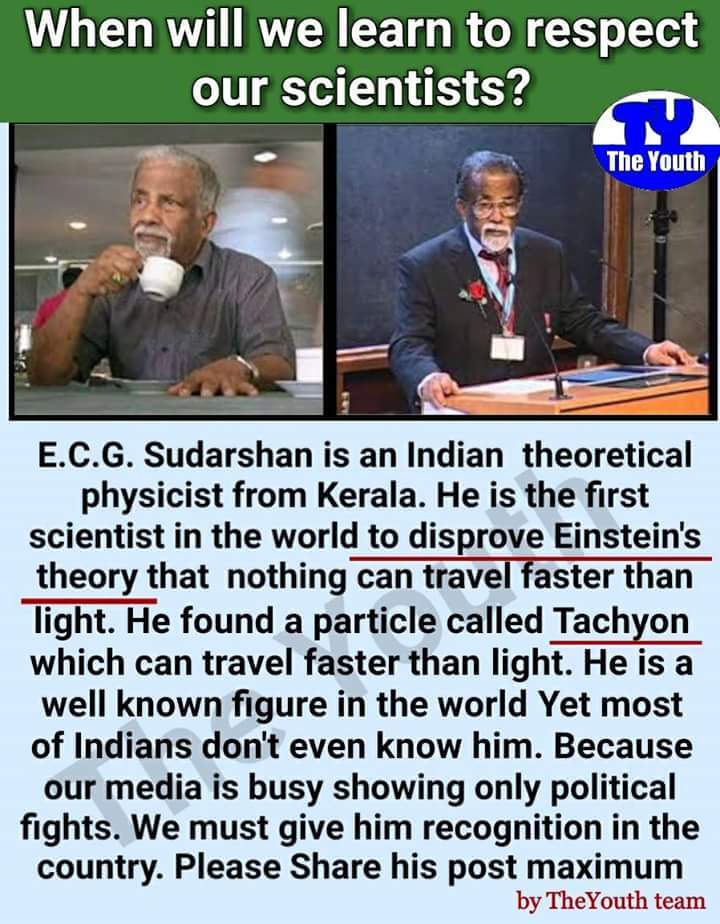 When will we learn to respect
our scientists?
TY
The Youth
E.C.G. Sudarshan is an Indian theoretical
physicist from Kerala. He is the first
scientist in the world to disprove Einstein's
theory that nothing can travel faster than
light. He found a particle called Tachyon
which can travel faster than light. He is a
well known figure in the world Yet most
of Indians don't even know him. Because
our media is busy showing only political
fights. We must give him recognition in the
country. Please Share his post maximum
by TheYouth team
The Youth